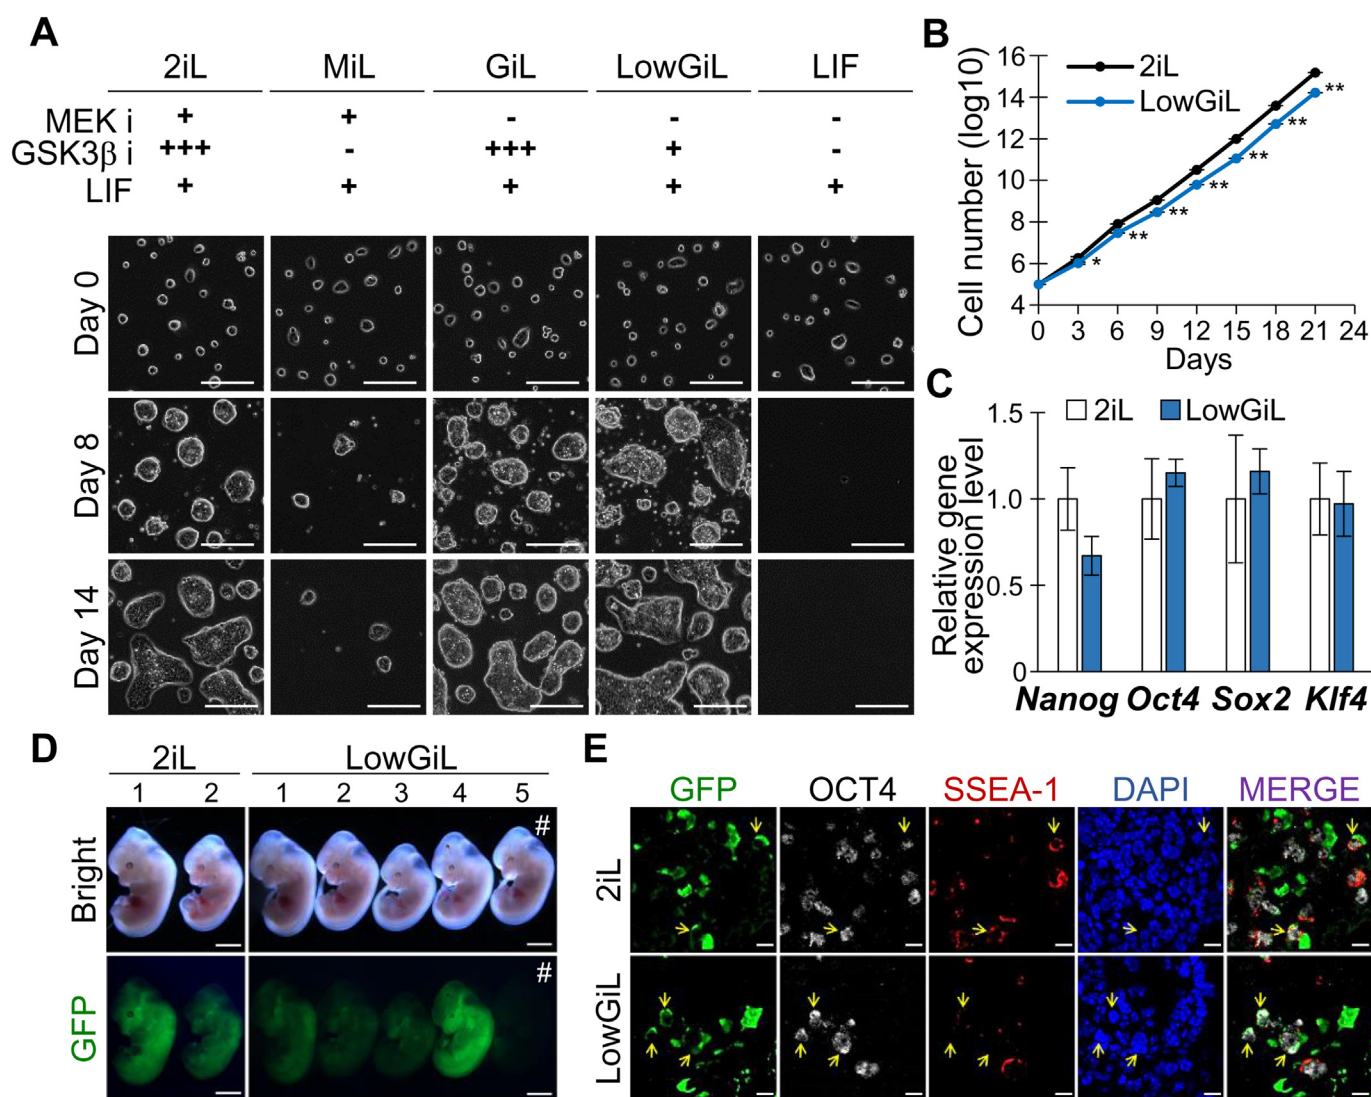 A
2iL MiL GiL LowGiL LIF
MEK i + + - - -
GSK3β i +++ - +++ + -
LIF + + + + +
Day 0
Day 8
Day 14
B
Cell number (log10)
16
14
12
10
8
6
4
2iL
LowGiL
* ** ** ** ** ** **
0 3 6 9 12 15 18 21 24
Days
C
Relative gene
expression level
1.5
1.0
0.5
0
2iL LowGiL
Nanog Oct4 Sox2 Klf4
D
2iL LowGiL
1 2 1 2 3 4 5
Bright
#
GFP
#
E
GFP OCT4 SSEA-1 DAPI MERGE
2iL
LowGiL